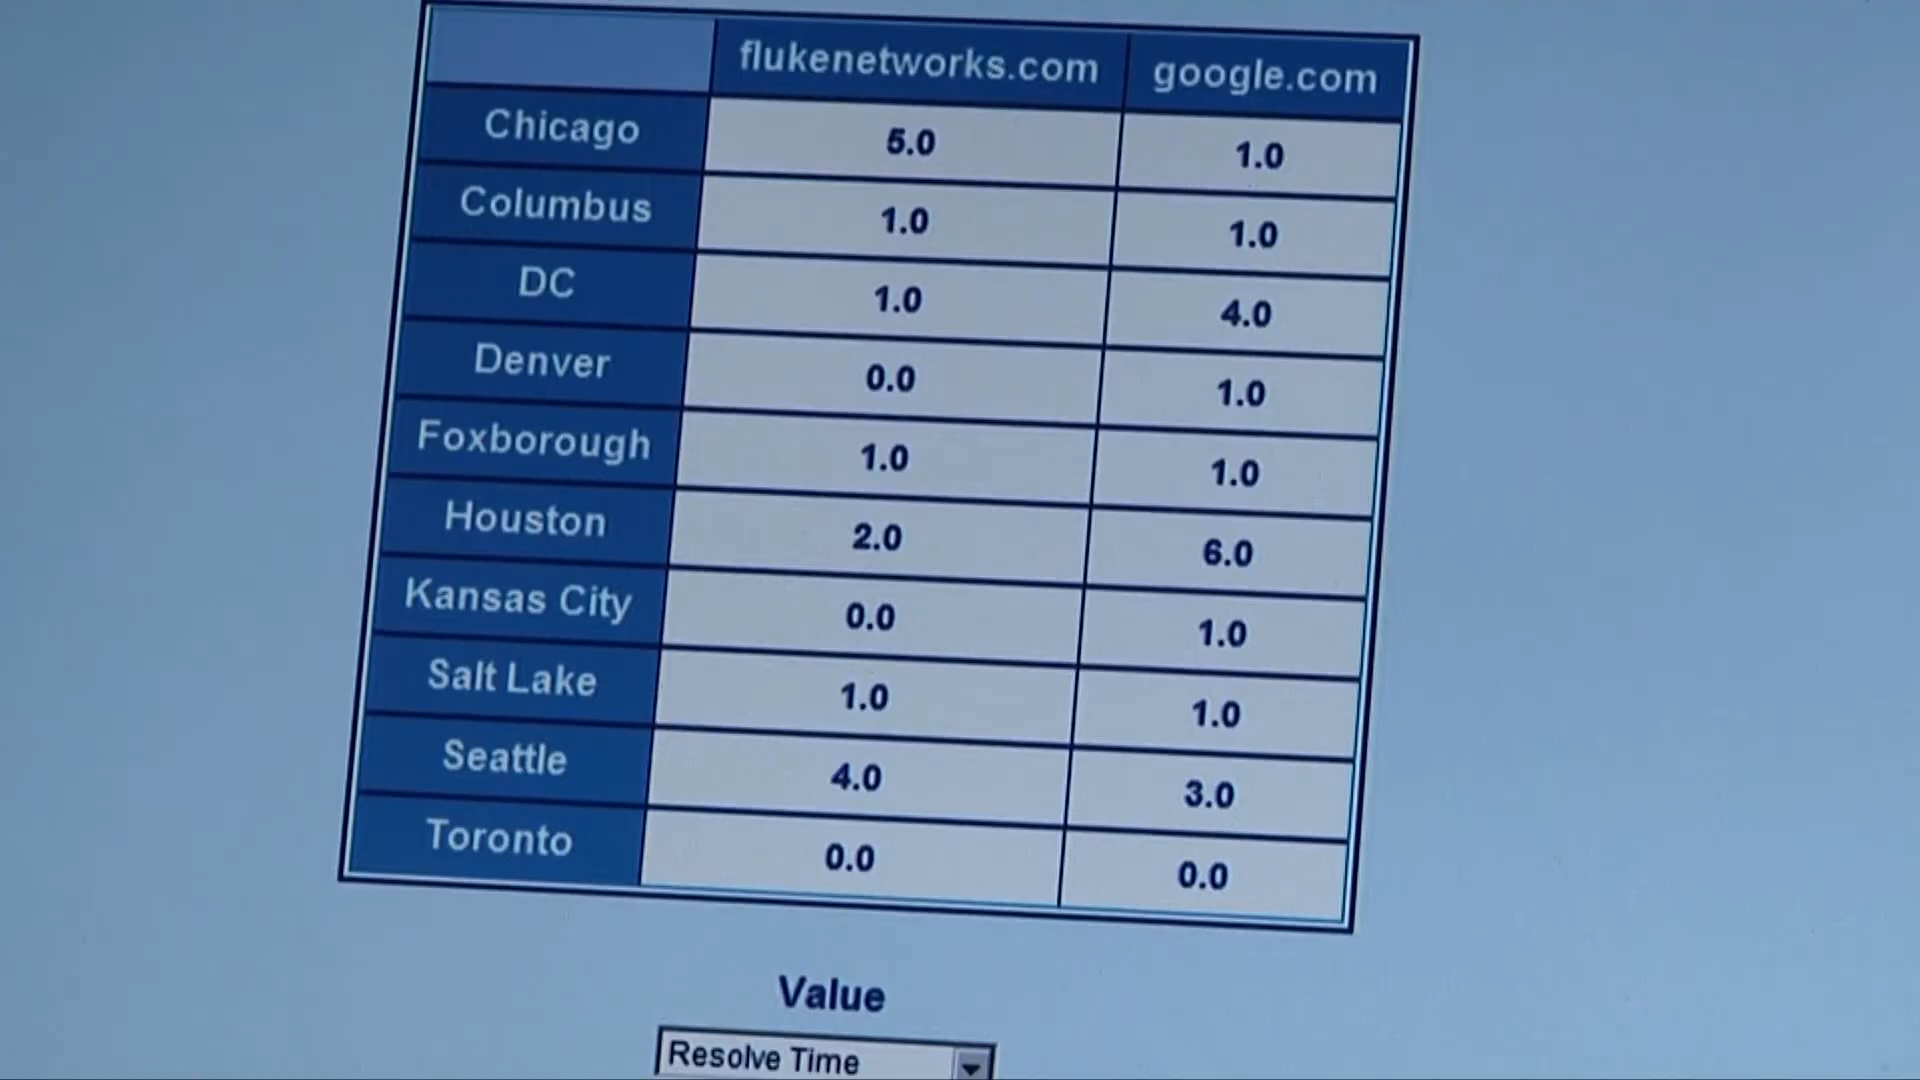 flukenetworks.com google.com
Chicago 5.0 1.0
Columbus 1.0 1.0
DC 1.0 4.0
Denver 0.0 1.0
Foxborough 1.0 1.0
Houston 2.0 6.0
Kansas City 0.0 1.0
Salt Lake 1.0 1.0
Seattle 4.0 3.0
Toronto 0.0 0.0
Value
Resolve Time